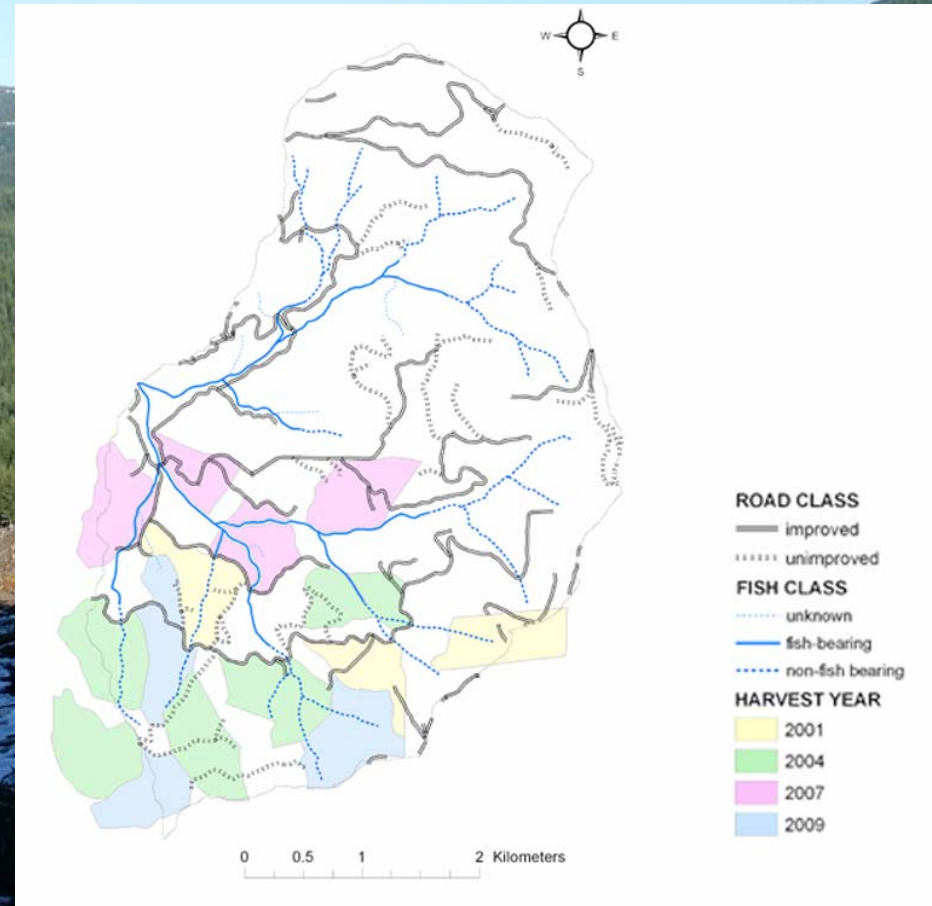 W E
S
ROAD CLASS
improved
unimproved
FISH CLASS
unknown
fish-bearing
non-fish bearing
HARVEST YEAR
2001
2004
2007
2009
0 0.5 1 2 Kilometers